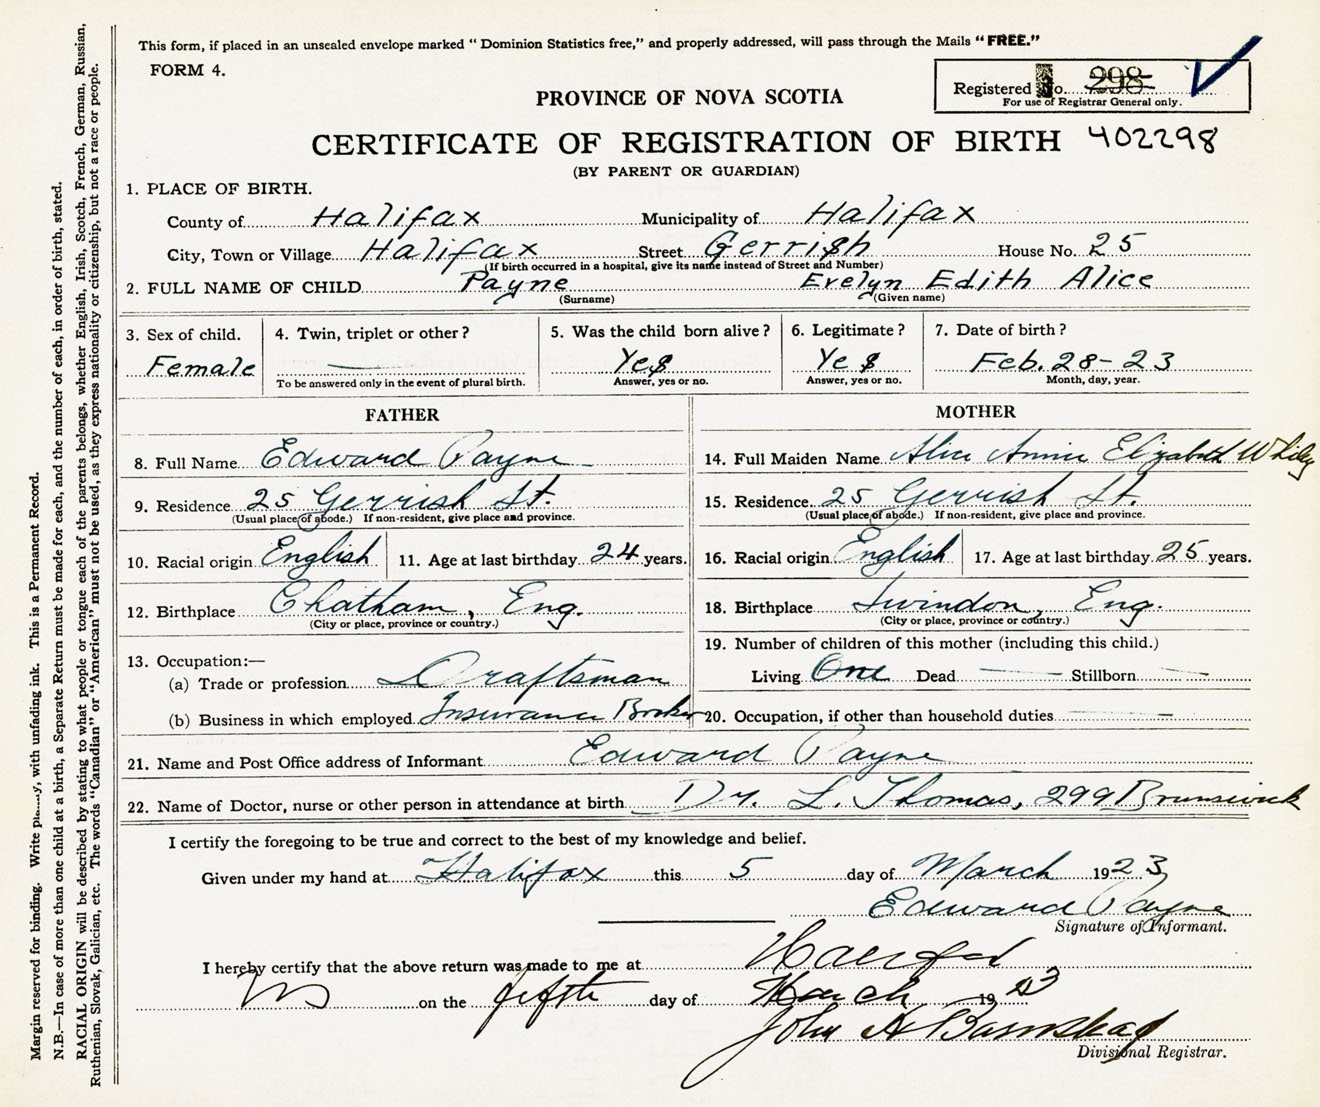 This form, if placed in an unsealed envelope marked "Dominion Statistics free," and properly addressed, will pass through the Mails "FREE."
FORM 4.
Registered No. 298
For use of Registrar General only.
PROVINCE OF NOVA SCOTIA
CERTIFICATE OF REGISTRATION OF BIRTH 402298
(BY PARENT OR GUARDIAN)
1. PLACE OF BIRTH.
County of Halifax Municipality of Halifax
City, Town or Village Halifax Street Gerrish House No. 25
(If birth occurred in a hospital, give its name instead of Street and Number)
2. FULL NAME OF CHILD Payne Evelyn Edith Alice
(Surname) (Given name)
3. Sex of child. 4. Twin, triplet or other? 5. Was the child born alive? 6. Legitimate? 7. Date of birth?
Female Yes Yes Feb. 28-23
To be answered only in the event of plural birth. Answer, yes or no. Answer, yes or no. Month, day, year.
FATHER MOTHER
8. Full Name Edward Payne 14. Full Maiden Name Alice Annie Elizabeth
9. Residence 25 Gerrish St. 15. Residence 25 Gerrish St.
(Usual place of abode.) If non-resident, give place and province. (Usual place of abode.) If non-resident, give place and province.
10. Racial origin English 11. Age at last birthday 24 years. 16. Racial origin English 17. Age at last birthday 25 years.
12. Birthplace Chatham, Eng. 18. Birthplace Swindon, Eng.
(City or place, province or country.) (City or place, province or country.)
13. Occupation:— 19. Number of children of this mother (including this child.)
(a) Trade or profession Draftsman Living One Dead Stillborn
(b) Business in which employed Insurance Broker 20. Occupation, if other than household duties
21. Name and Post Office address of Informant Edward Payne
22. Name of Doctor, nurse or other person in attendance at birth Dr. L. Thomas, 299 Brunswick
I certify the foregoing to be true and correct to the best of my knowledge and belief.
Given under my hand at Halifax this 5 day of March 1923
Edward Payne
Signature of Informant.
I hereby certify that the above return was made to me at Halifax
NS on the fifth day of March 1923
John A Barnstead
Divisional Registrar.
Margin reserved for binding. Write with unfading ink. This is a Permanent Record.
N.B.—In case of more than one child at a birth, a Separate Return must be made for each, and the number of each, in order of birth, stated.
RACIAL ORIGIN will be described by stating to what people or tongue each of the parents belongs, whether English, Irish, Scotch, French, German, Russian,
Ruthenian, Slovak, Galician, etc. The words "Canadian" or "American" must not be used, as they express nationality or citizenship, but not a race or people.